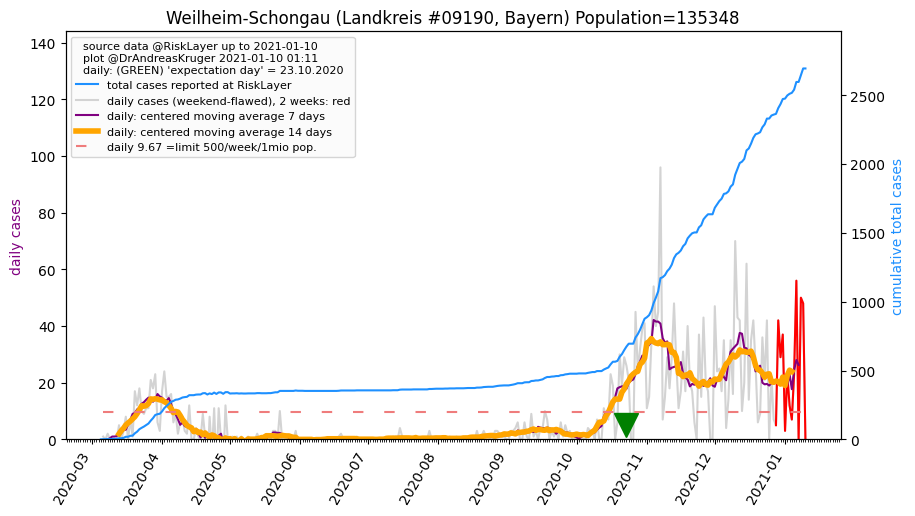 Weilheim-Schongau (Landkreis #09190, Bayern) Population=135348
source data @RiskLayer up to 2021-01-10
plot @DrAndreasKruger 2021-01-10 01:11
daily: (GREEN) 'expectation day' = 23.10.2020
total cases reported at RiskLayer
daily cases (weekend-flawed), 2 weeks: red
daily: centered moving average 7 days
daily: centered moving average 14 days
daily 9.67 =limit 500/week/1mio pop.
daily cases
140
120
100
80
60
40
20
0
cumulative total cases
2500
2000
1500
1000
500
0
2020-03
2020-04
2020-05
2020-06
2020-07
2020-08
2020-09
2020-10
2020-11
2020-12
2021-01